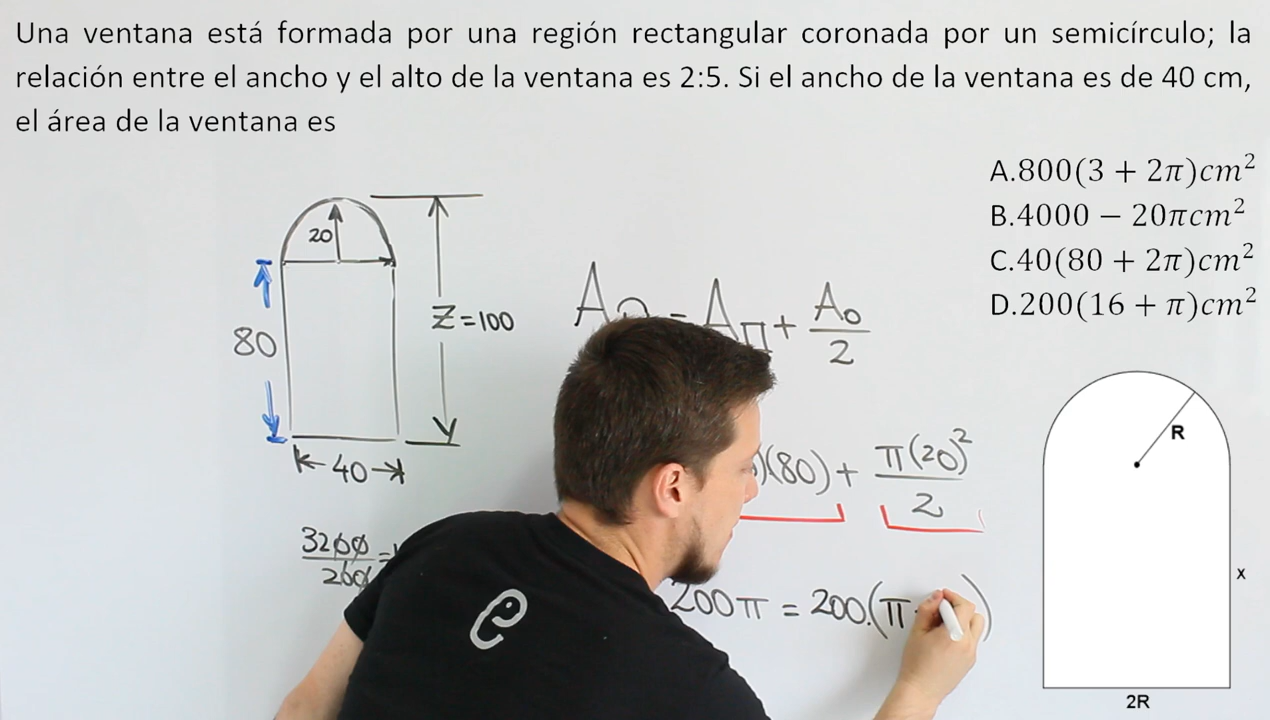 Una ventana está formada por una región rectangular coronada por un semicírculo; la
relación entre el ancho y el alto de la ventana es 2:5. Si el ancho de la ventana es de 40 cm,
el área de la ventana es
A.800(3 + 2π)cm²
B.4000 − 20πcm²
C.40(80 + 2π)cm²
D.200(16 + π)cm²
20
80
Z=100
40
A = A + A○/2
)(80) + π(20)²/2
3200/200 =
200π = 200.(π
e
R
x
2R